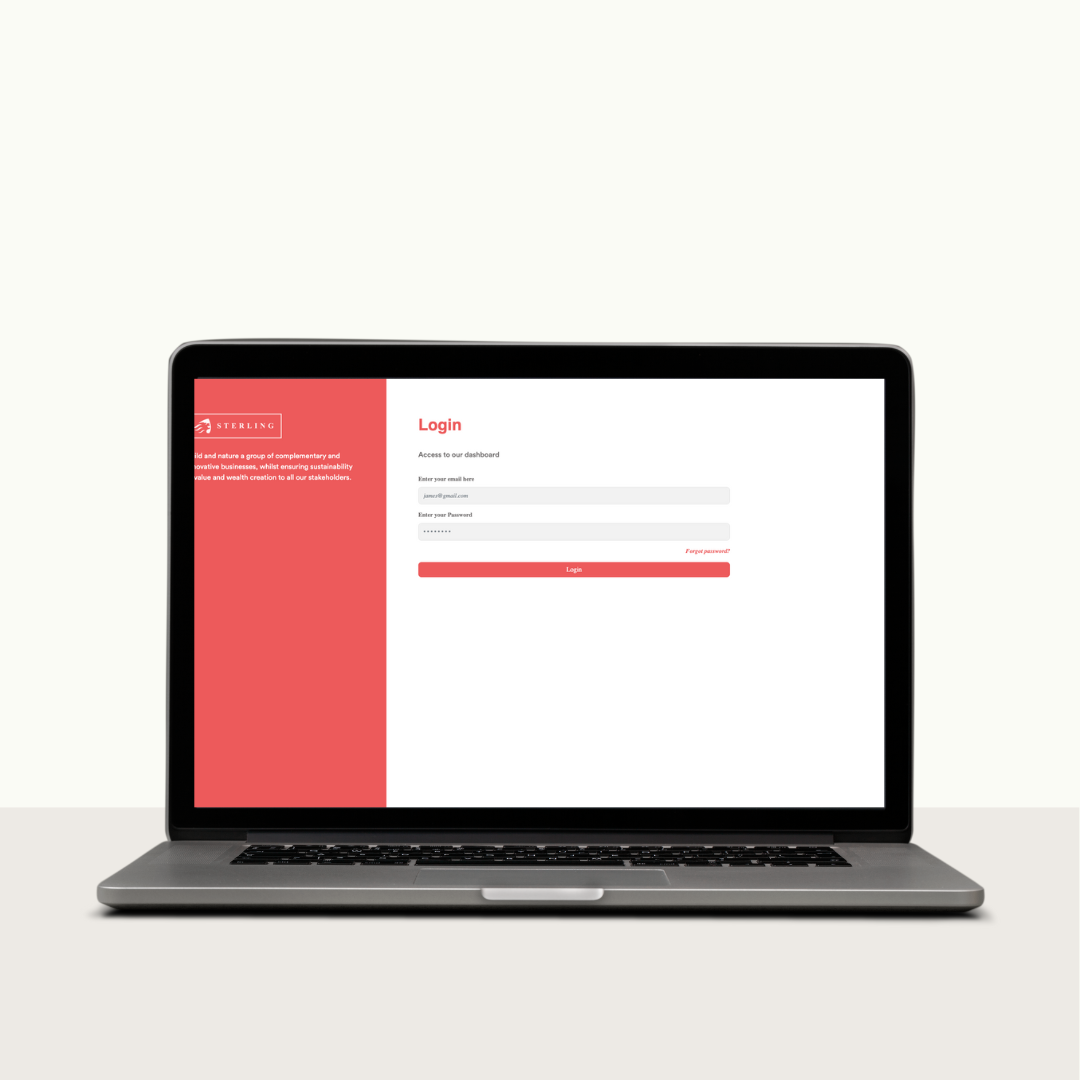 STERLING
ild and nature a group of complementary and
novative businesses, whilst ensuring sustainability
value and wealth creation to all our stakeholders.
Login
Access to our dashboard
Enter your email here
james@gmail.com
Enter your Password
Forgot password?
Login